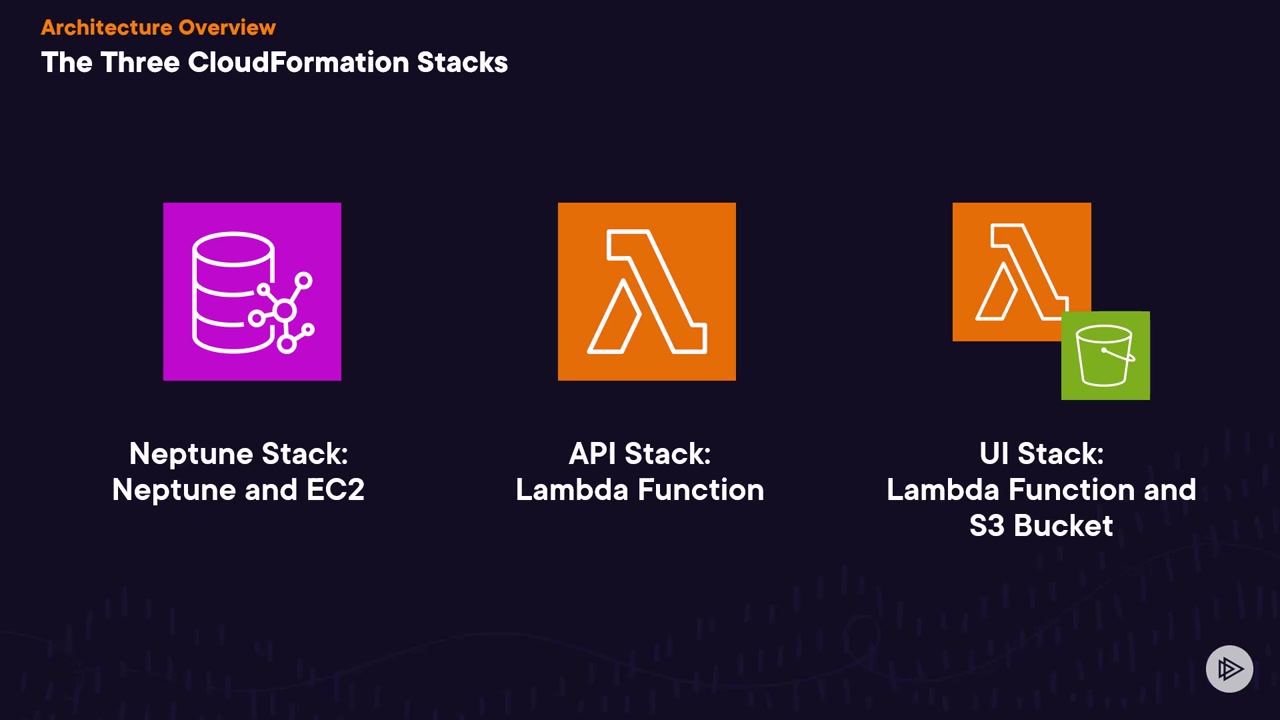 Architecture Overview
The Three CloudFormation Stacks
Neptune Stack:
Neptune and EC2
API Stack:
Lambda Function
UI Stack:
Lambda Function and
S3 Bucket